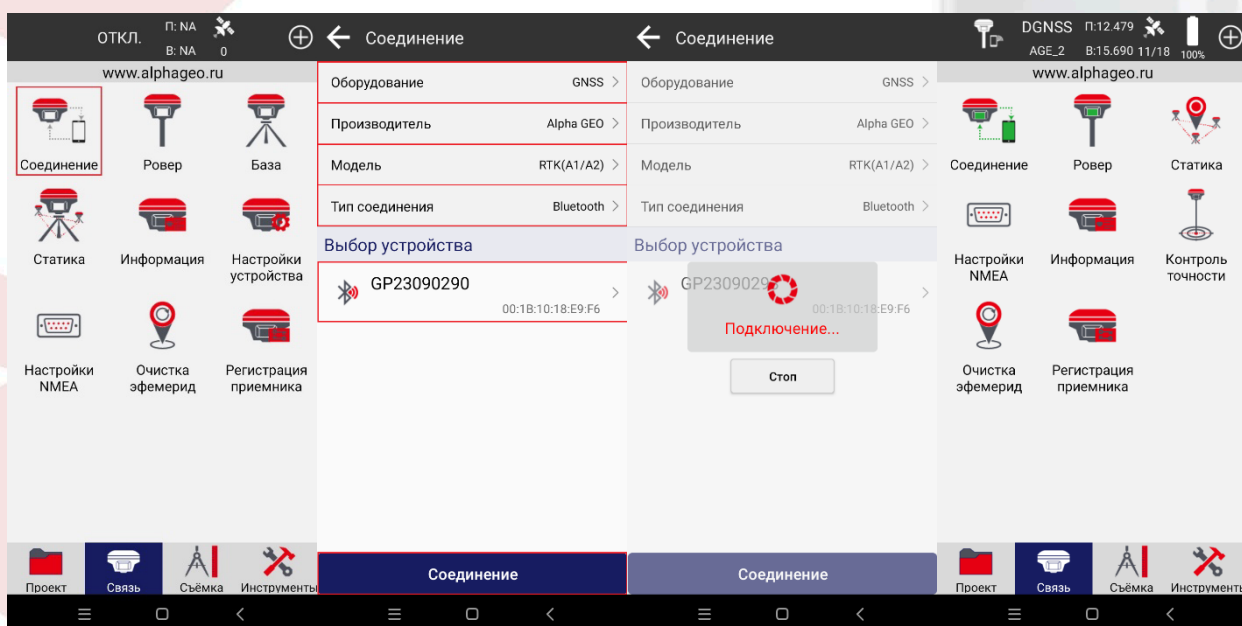 ОТКЛ.
П: NA
В: NA
0
www.alphageo.ru
Соединение
Ровер
База
Статика
Информация
Настройки
устройства
Настройки
NMEA
Очистка
эфемерид
Регистрация
приемника
Проект
Связь
Съёмка
Инструменты
Соединение
Оборудование
GNSS
Производитель
Alpha GEO
Модель
RTK(A1/A2)
Тип соединения
Bluetooth
Выбор устройства
GP23090290
00:1B:10:18:E9:F6
Соединение
Соединение
Оборудование
GNSS
Производитель
Alpha GEO
Модель
RTK(A1/A2)
Тип соединения
Bluetooth
Выбор устройства
00:1B:10:18:E9:F6
Подключение...
Стоп
Соединение
DGNSS
П:12.479
AGE_2
В:15.690
11/18
100%
www.alphageo.ru
Соединение
Ровер
Статика
Настройки
NMEA
Информация
Контроль
точности
Очистка
эфемерид
Регистрация
приемника
Проект
Связь
Съёмка